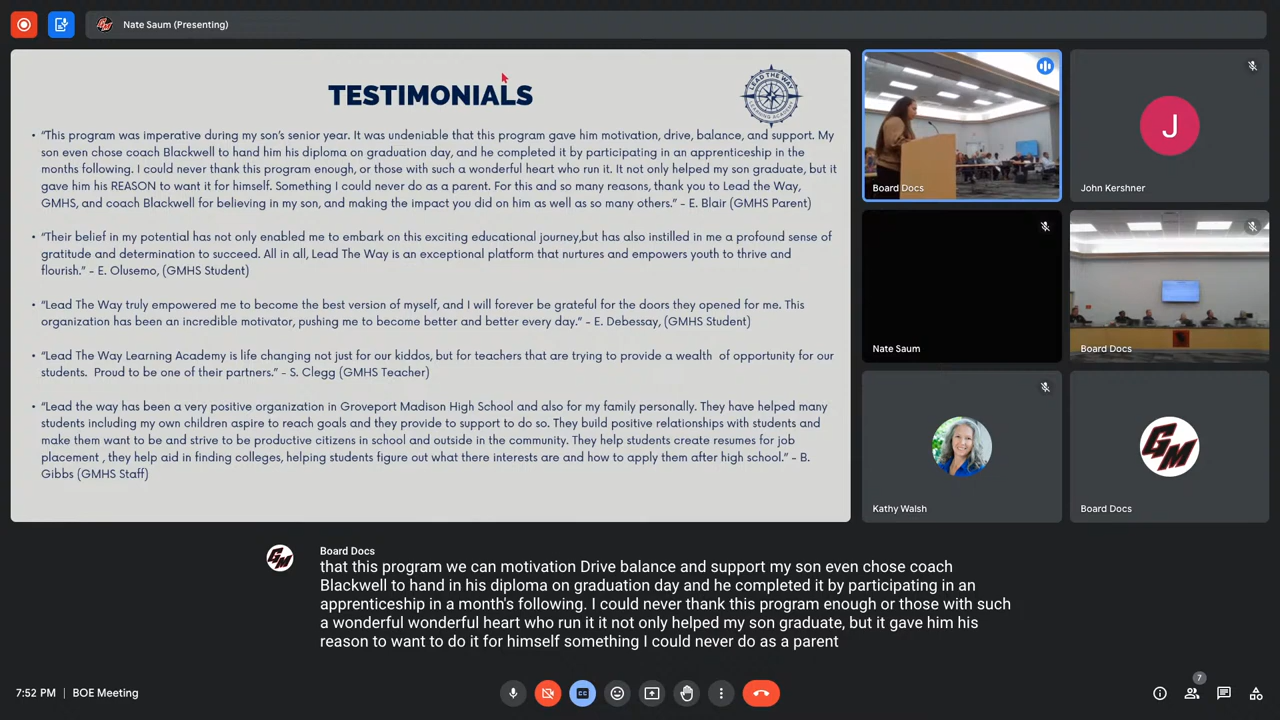 Nate Saum (Presenting)
TESTIMONIALS
LEAD THE WAY
LEARNING ACADEMY
• “This program was imperative during my son’s senior year. It was undeniable that this program gave him motivation, drive, balance, and support. My
son even chose coach Blackwell to hand him his diploma on graduation day, and he completed it by participating in an apprenticeship in the
months following. I could never thank this program enough, or those with such a wonderful heart who run it. It not only helped my son graduate, but it
gave him his REASON to want it for himself. Something I could never do as a parent. For this and so many reasons, thank you to Lead the Way,
GMHS, and coach Blackwell for believing in my son, and making the impact you did on him as well as so many others.” - E. Blair (GMHS Parent)
• “Their belief in my potential has not only enabled me to embark on this exciting educational journey,but has also instilled in me a profound sense of
gratitude and determination to succeed. All in all, Lead The Way is an exceptional platform that nurtures and empowers youth to thrive and
flourish.” - E. Olusemo, (GMHS Student)
• “Lead The Way truly empowered me to become the best version of myself, and I will forever be grateful for the doors they opened for me. This
organization has been an incredible motivator, pushing me to become better and better every day.” - E. Debessay, (GMHS Student)
• “Lead The Way Learning Academy is life changing not just for our kiddos, but for teachers that are trying to provide a wealth of opportunity for our
students. Proud to be one of their partners.” - S. Clegg (GMHS Teacher)
• “Lead the way has been a very positive organization in Groveport Madison High School and also for my family personally. They have helped many
students including my own children aspire to reach goals and they provide to support to do so. They build positive relationships with students and
make them want to be and strive to be productive citizens in school and outside in the community. They help students create resumes for job
placement , they help aid in finding colleges, helping students figure out what there interests are and how to apply them after high school.” - B.
Gibbs (GMHS Staff)
Board Docs
J
John Kershner
Nate Saum
Board Docs
Kathy Walsh
GM
Board Docs
GM
Board Docs
that this program we can motivation Drive balance and support my son even chose coach
Blackwell to hand in his diploma on graduation day and he completed it by participating in an
apprenticeship in a month's following. I could never thank this program enough or those with such
a wonderful wonderful heart who run it it not only helped my son graduate, but it gave him his
reason to want to do it for himself something I could never do as a parent
7:52 PM | BOE Meeting
CC
7